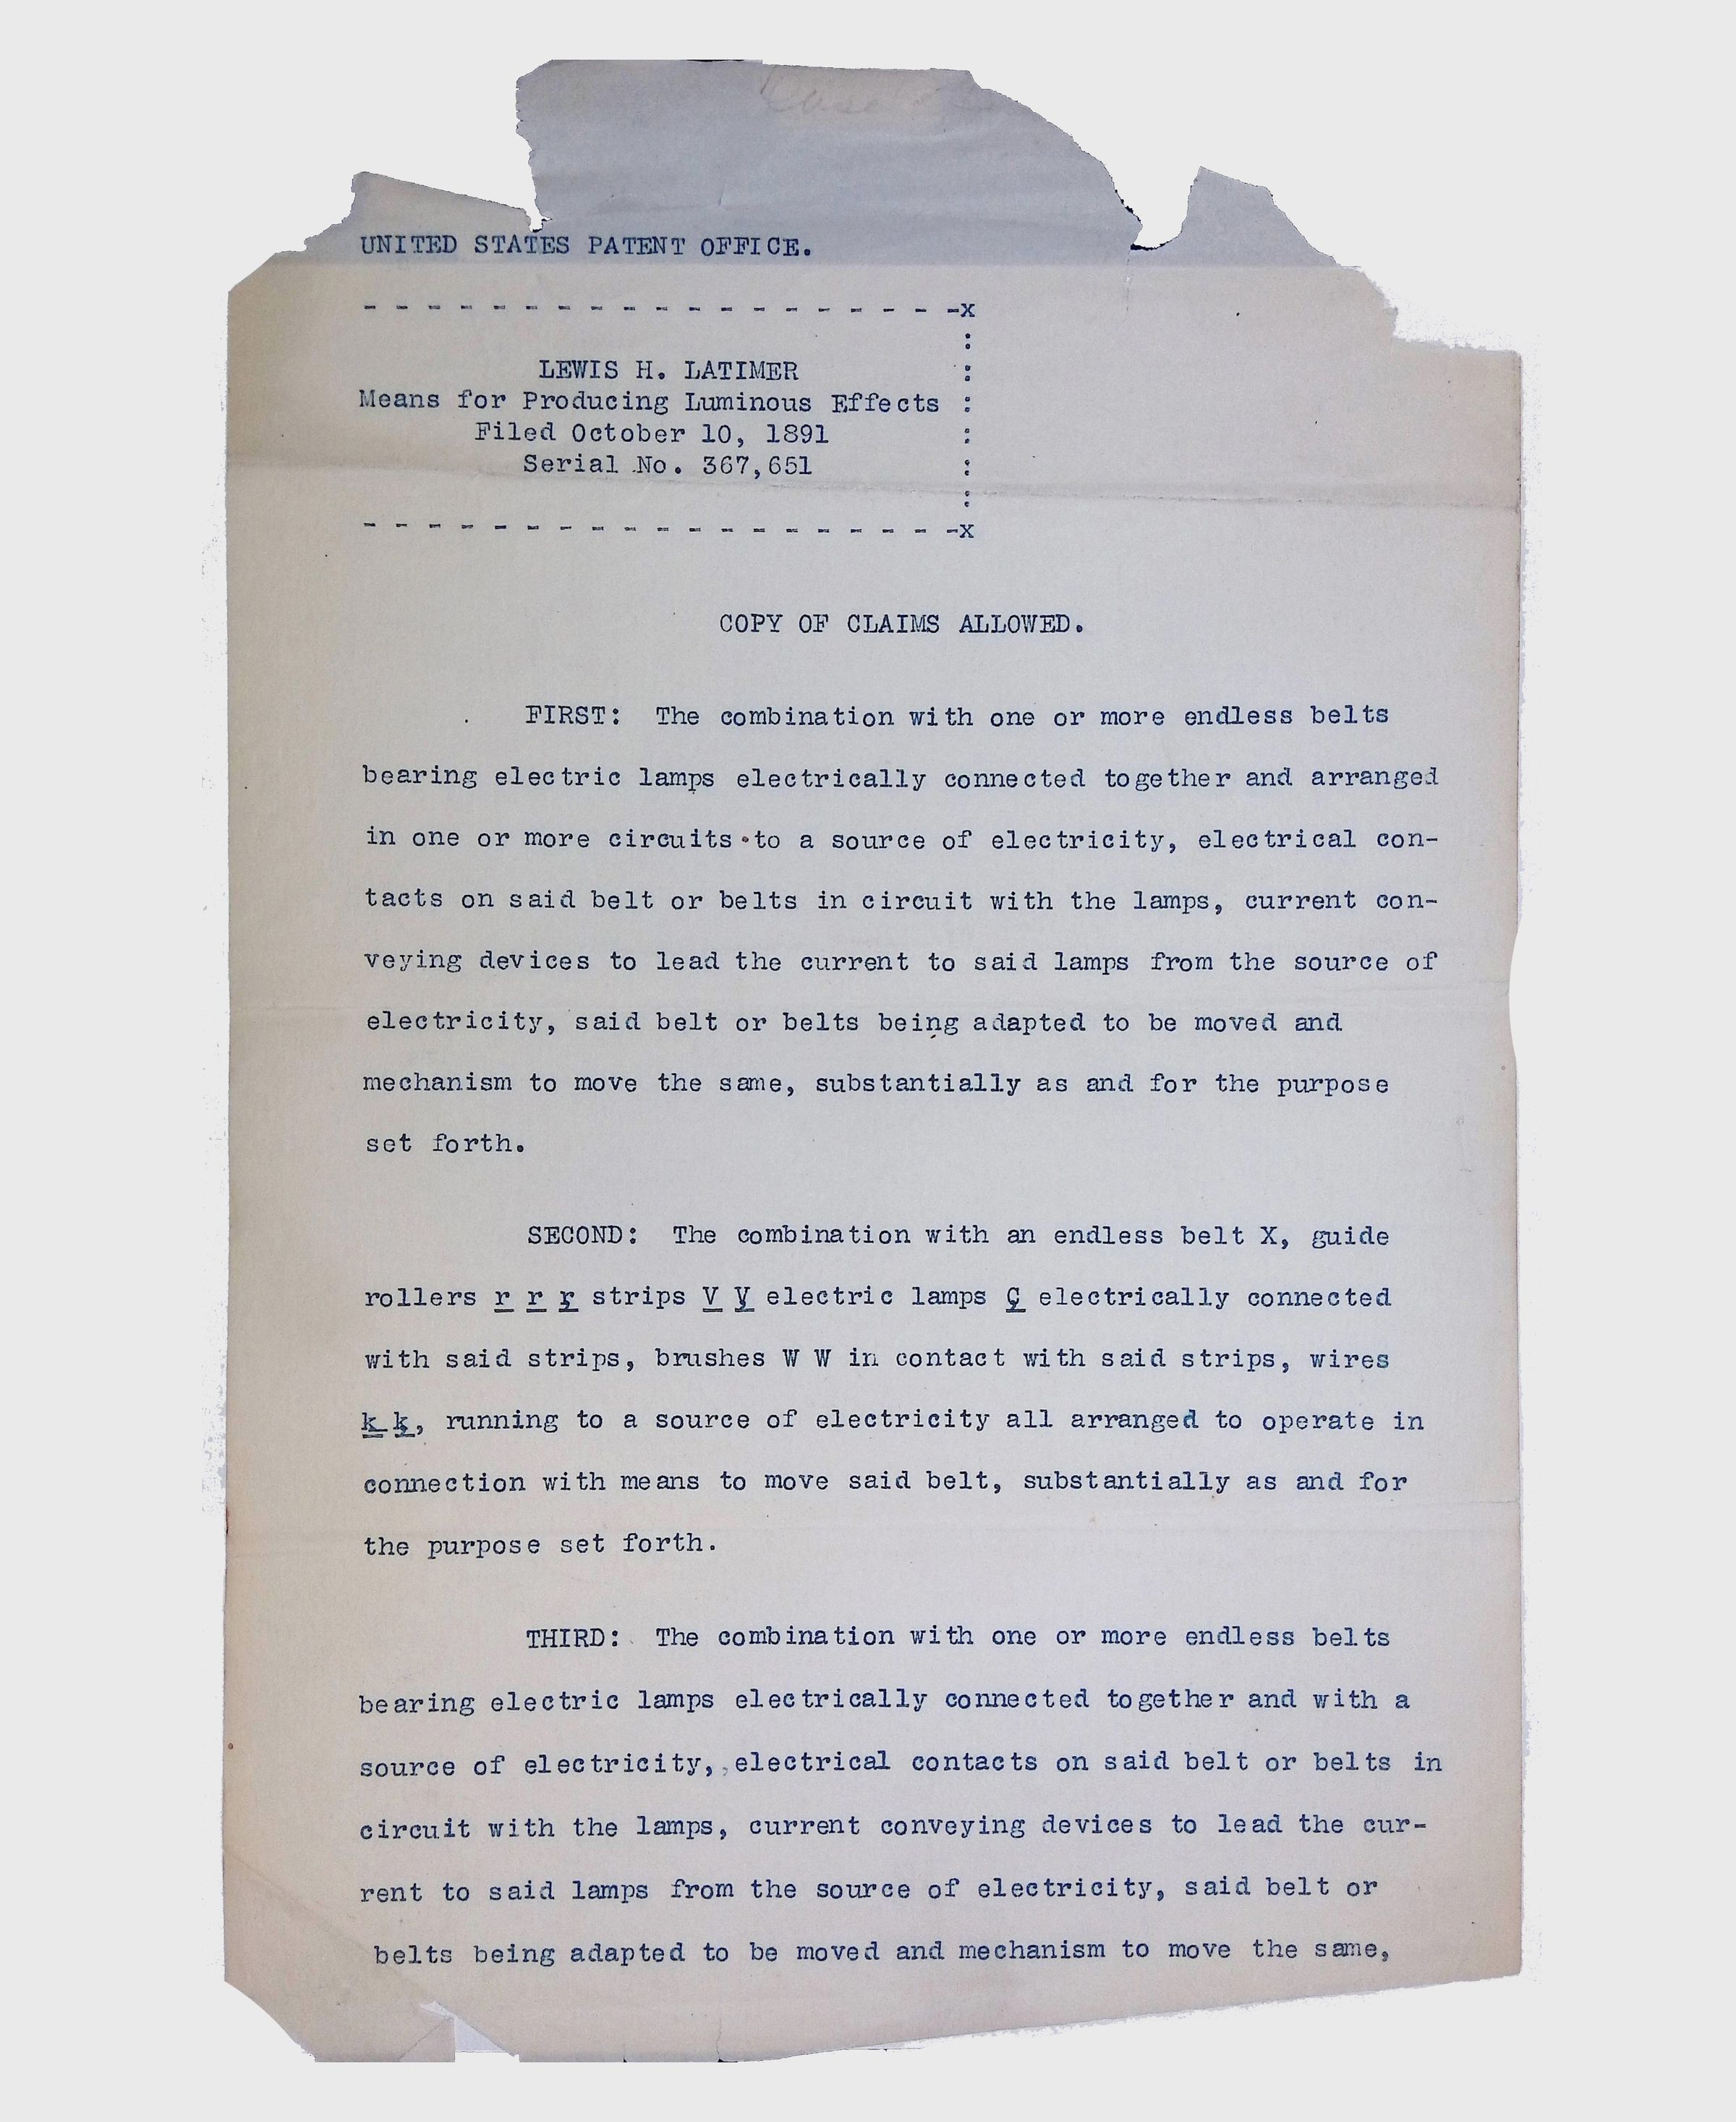 UNITED STATES PATENT OFFICE.
- - - - - - - - - - - - - - - - - - -x
:
LEWIS H. LATIMER :
Means for Producing Luminous Effects :
Filed October 10, 1891 :
Serial No. 367,651 :
:
- - - - - - - - - - - - - - - - - - -x
COPY OF CLAIMS ALLOWED.
FIRST: The combination with one or more endless belts
bearing electric lamps electrically connected together and arranged
in one or more circuits to a source of electricity, electrical con-
tacts on said belt or belts in circuit with the lamps, current con-
veying devices to lead the current to said lamps from the source of
electricity, said belt or belts being adapted to be moved and
mechanism to move the same, substantially as and for the purpose
set forth.
SECOND: The combination with an endless belt X, guide
rollers r r r, strips V V, electric lamps C, electrically connected
with said strips, brushes W W in contact with said strips, wires
k k, running to a source of electricity all arranged to operate in
connection with means to move said belt, substantially as and for
the purpose set forth.
THIRD: The combination with one or more endless belts
bearing electric lamps electrically connected together and with a
source of electricity, electrical contacts on said belt or belts in
circuit with the lamps, current conveying devices to lead the cur-
rent to said lamps from the source of electricity, said belt or
belts being adapted to be moved and mechanism to move the same,